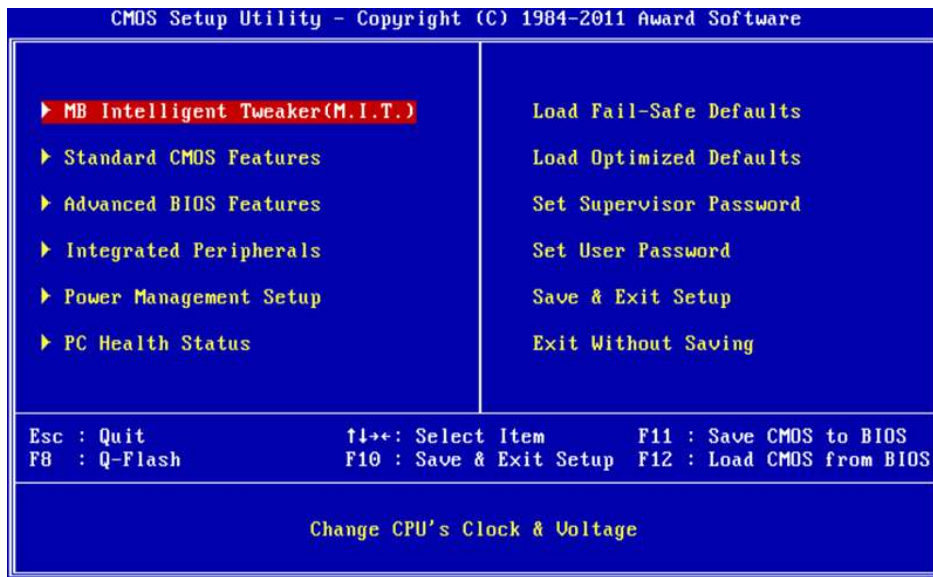 CMOS Setup Utility - Copyright (C) 1984-2011 Award Software
MB Intelligent Tweaker(M.I.T.)
Standard CMOS Features
Advanced BIOS Features
Integrated Peripherals
Power Management Setup
PC Health Status
Load Fail-Safe Defaults
Load Optimized Defaults
Set Supervisor Password
Set User Password
Save & Exit Setup
Exit Without Saving
Esc : Quit ↑↓→←: Select Item F11 : Save CMOS to BIOS
F8 : Q-Flash F10 : Save & Exit Setup F12 : Load CMOS from BIOS
Change CPU's Clock & Voltage